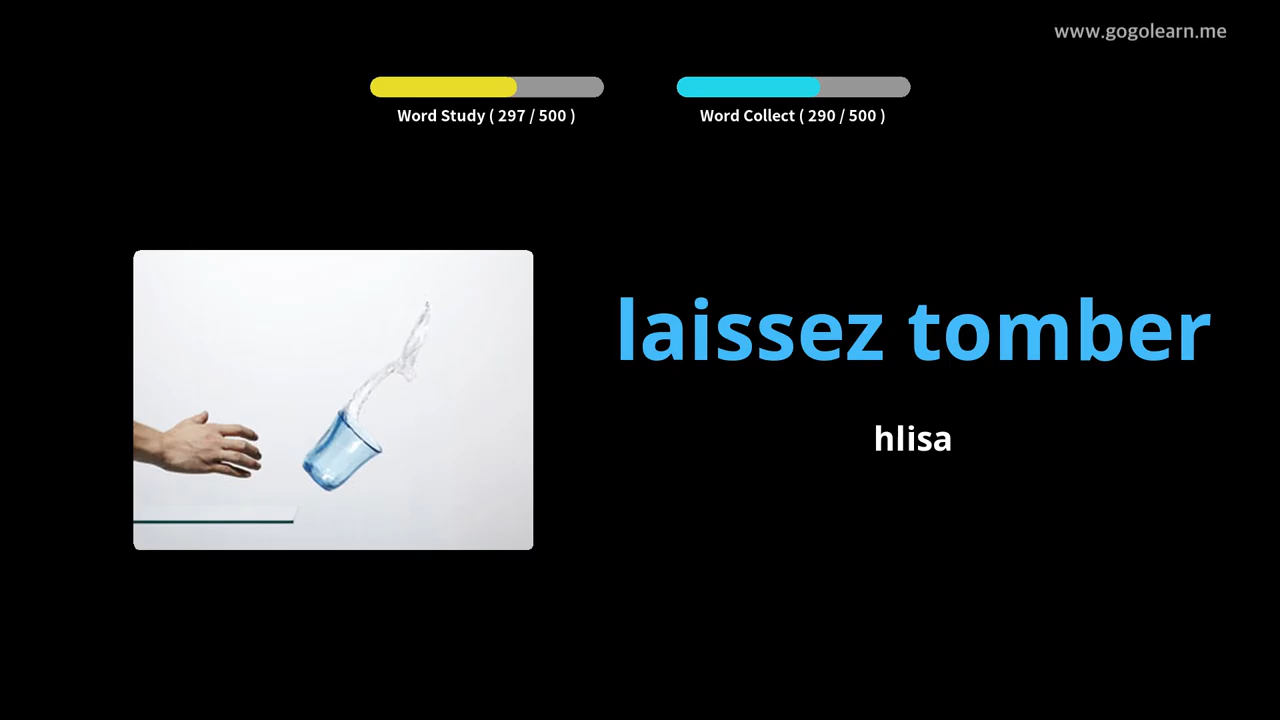 www.gogolearn.me
Word Study ( 297 / 500 )
Word Collect ( 290 / 500 )
laissez tomber
hlisa